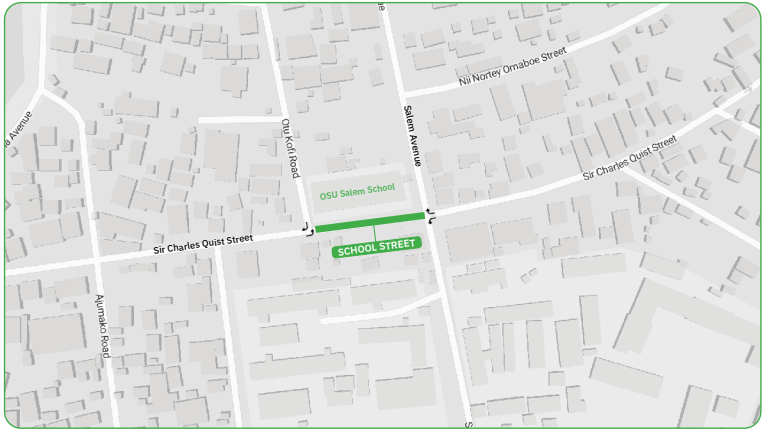 Nii Nortey Omaboe Street
Salem Avenue
Otu Kofi Road
Sir Charles Quist Street
OSU Salem School
SCHOOL STREET
Sir Charles Quist Street
Ajumako Road
Avenue